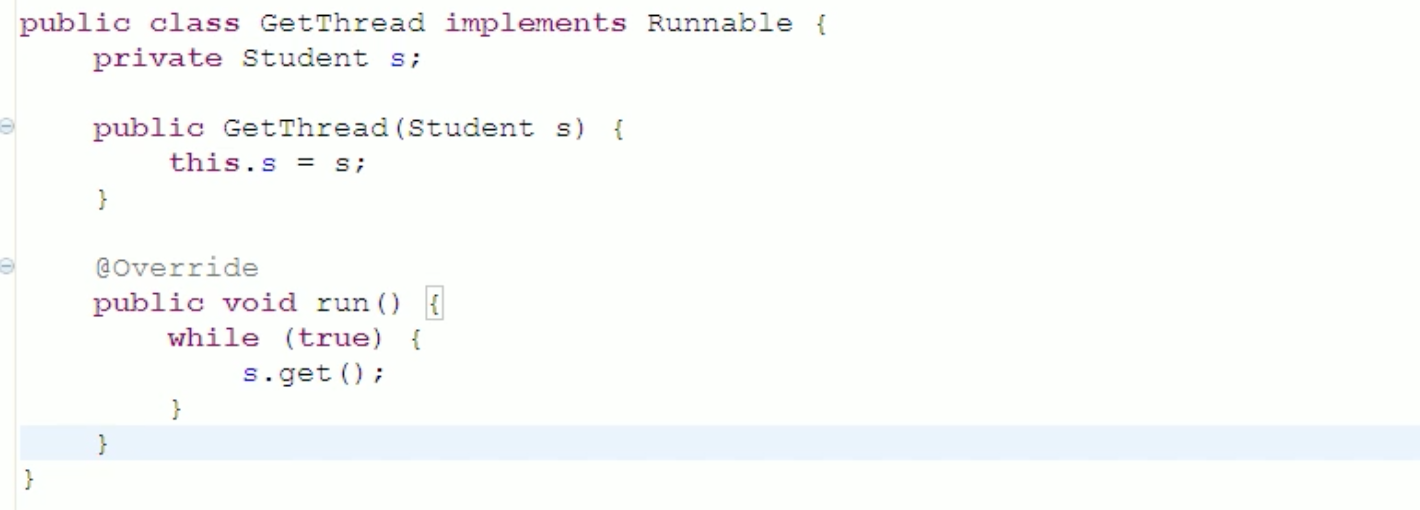 public class GetThread implements Runnable {
private Student s;
public GetThread(Student s) {
this.s = s;
}
@Override
public void run() {
while (true) {
s.get();
}
}
}